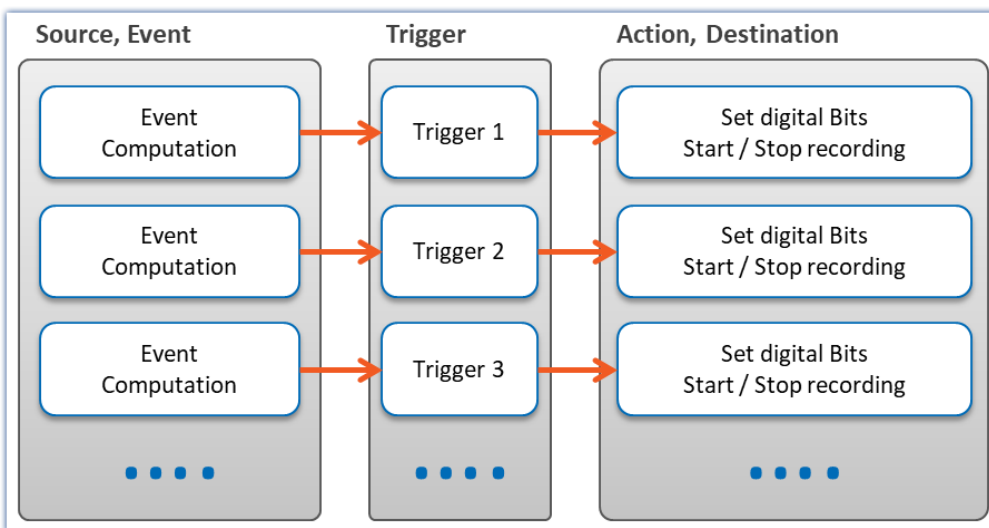 Source, Event
Trigger
Action, Destination
Event
Computation
Trigger 1
Set digital Bits
Start / Stop recording
Event
Computation
Trigger 2
Set digital Bits
Start / Stop recording
Event
Computation
Trigger 3
Set digital Bits
Start / Stop recording